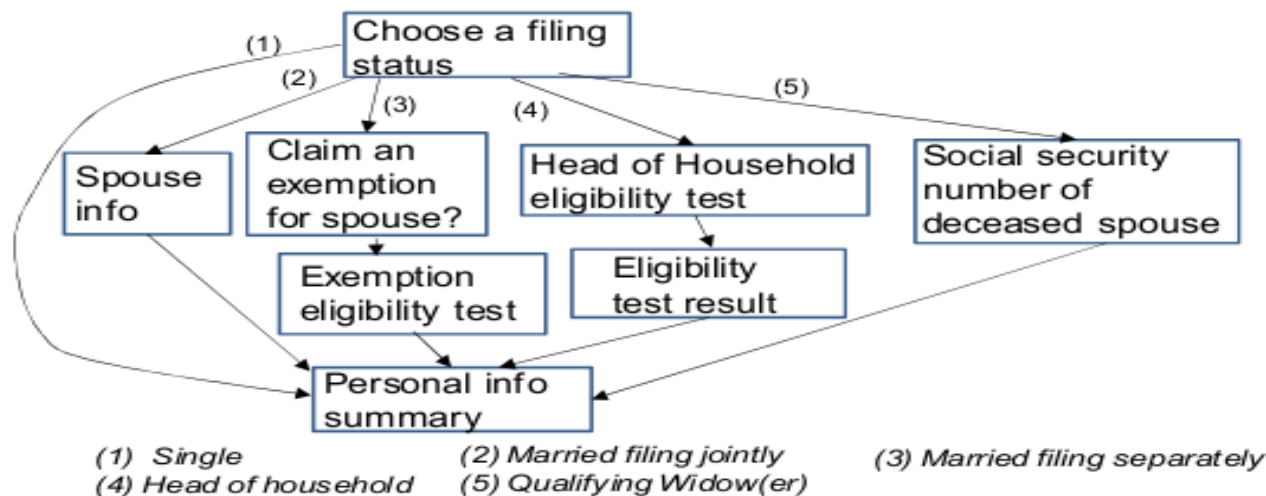 Choose a filing
status
(1)
(2)
(3)
(4)
(5)
Spouse
info
Claim an
exemption
for spouse?
Head of Household
eligibility test
Social security
number of
deceased spouse
Exemption
eligibility test
Eligibility
test result
Personal info
summary
(1) Single
(2) Married filing jointly
(3) Married filing separately
(4) Head of household
(5) Qualifying Widow(er)